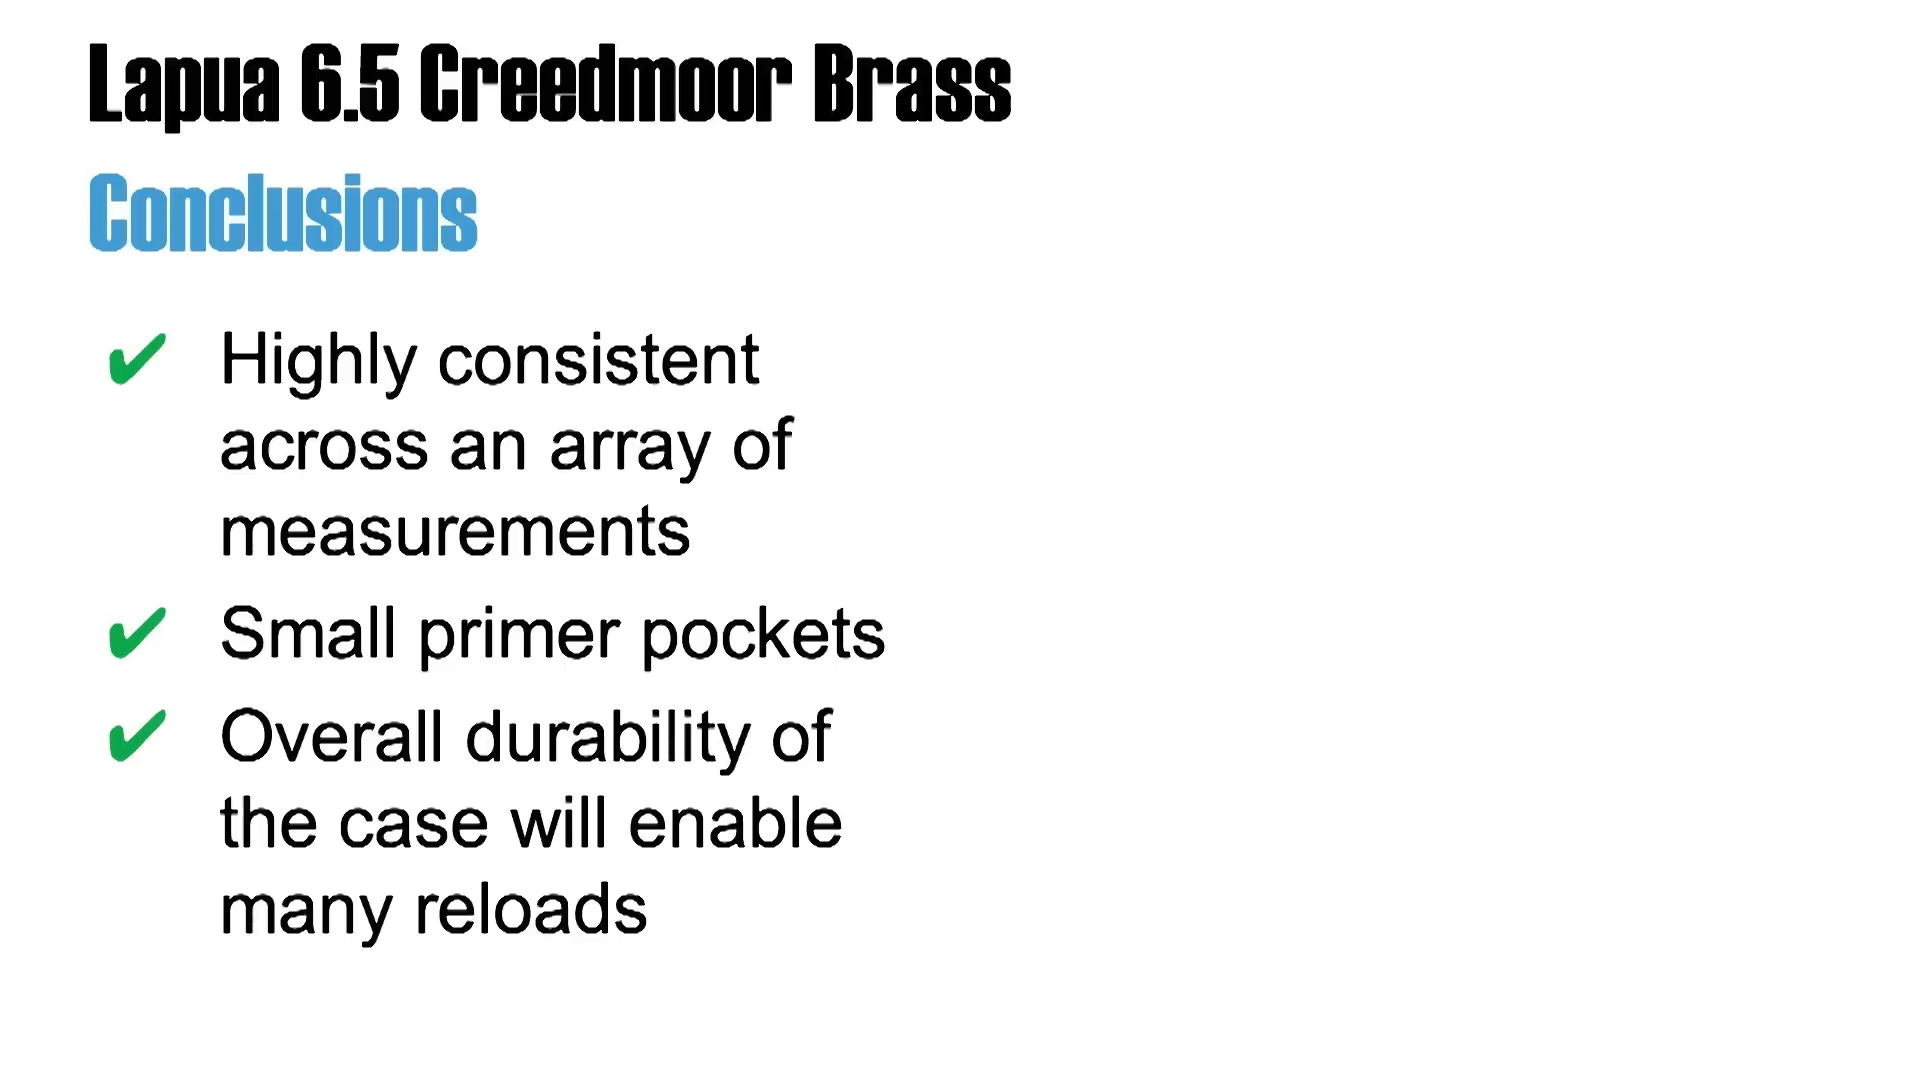 Lapua 6.5 Creedmoor Brass
Conclusions
✔ Highly consistent
across an array of
measurements
✔ Small primer pockets
✔ Overall durability of
the case will enable
many reloads